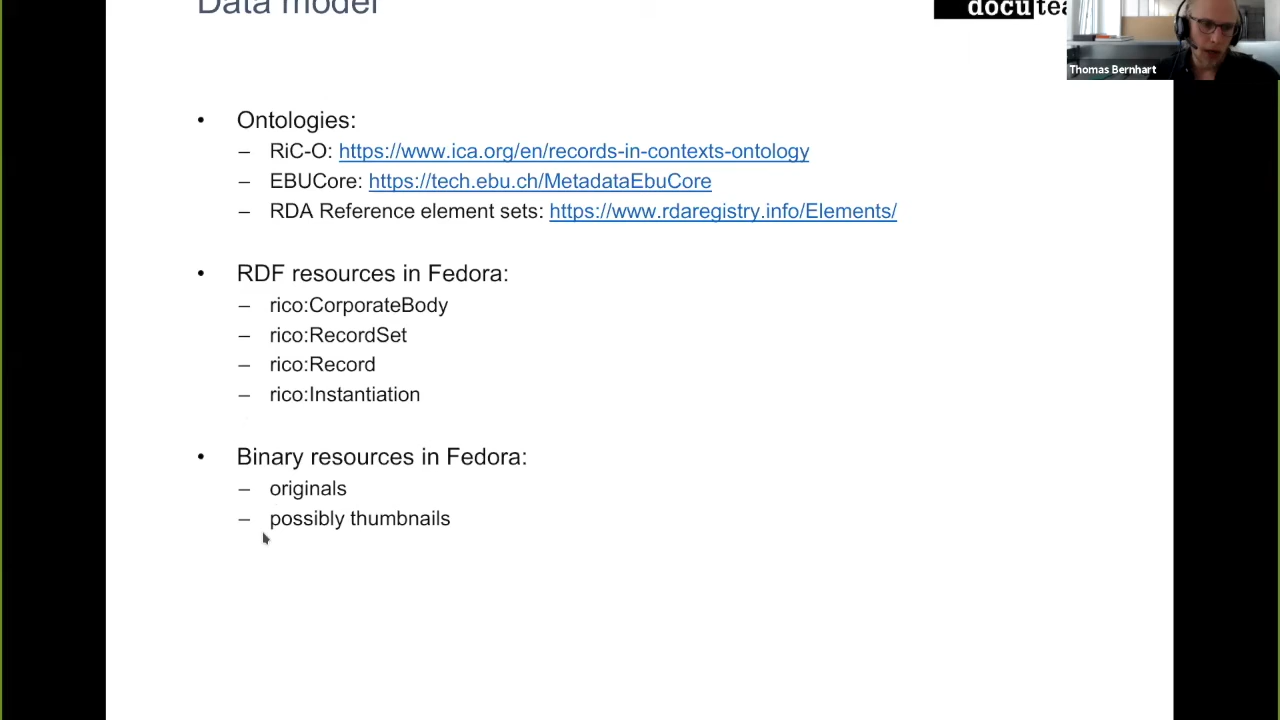 Data model
docutea
Thomas Bernhart
• Ontologies:
– RiC-O: https://www.ica.org/en/records-in-contexts-ontology
– EBUCore: https://tech.ebu.ch/MetadataEbuCore
– RDA Reference element sets: https://www.rdaregistry.info/Elements/
• RDF resources in Fedora:
– rico:CorporateBody
– rico:RecordSet
– rico:Record
– rico:Instantiation
• Binary resources in Fedora:
– originals
– possibly thumbnails